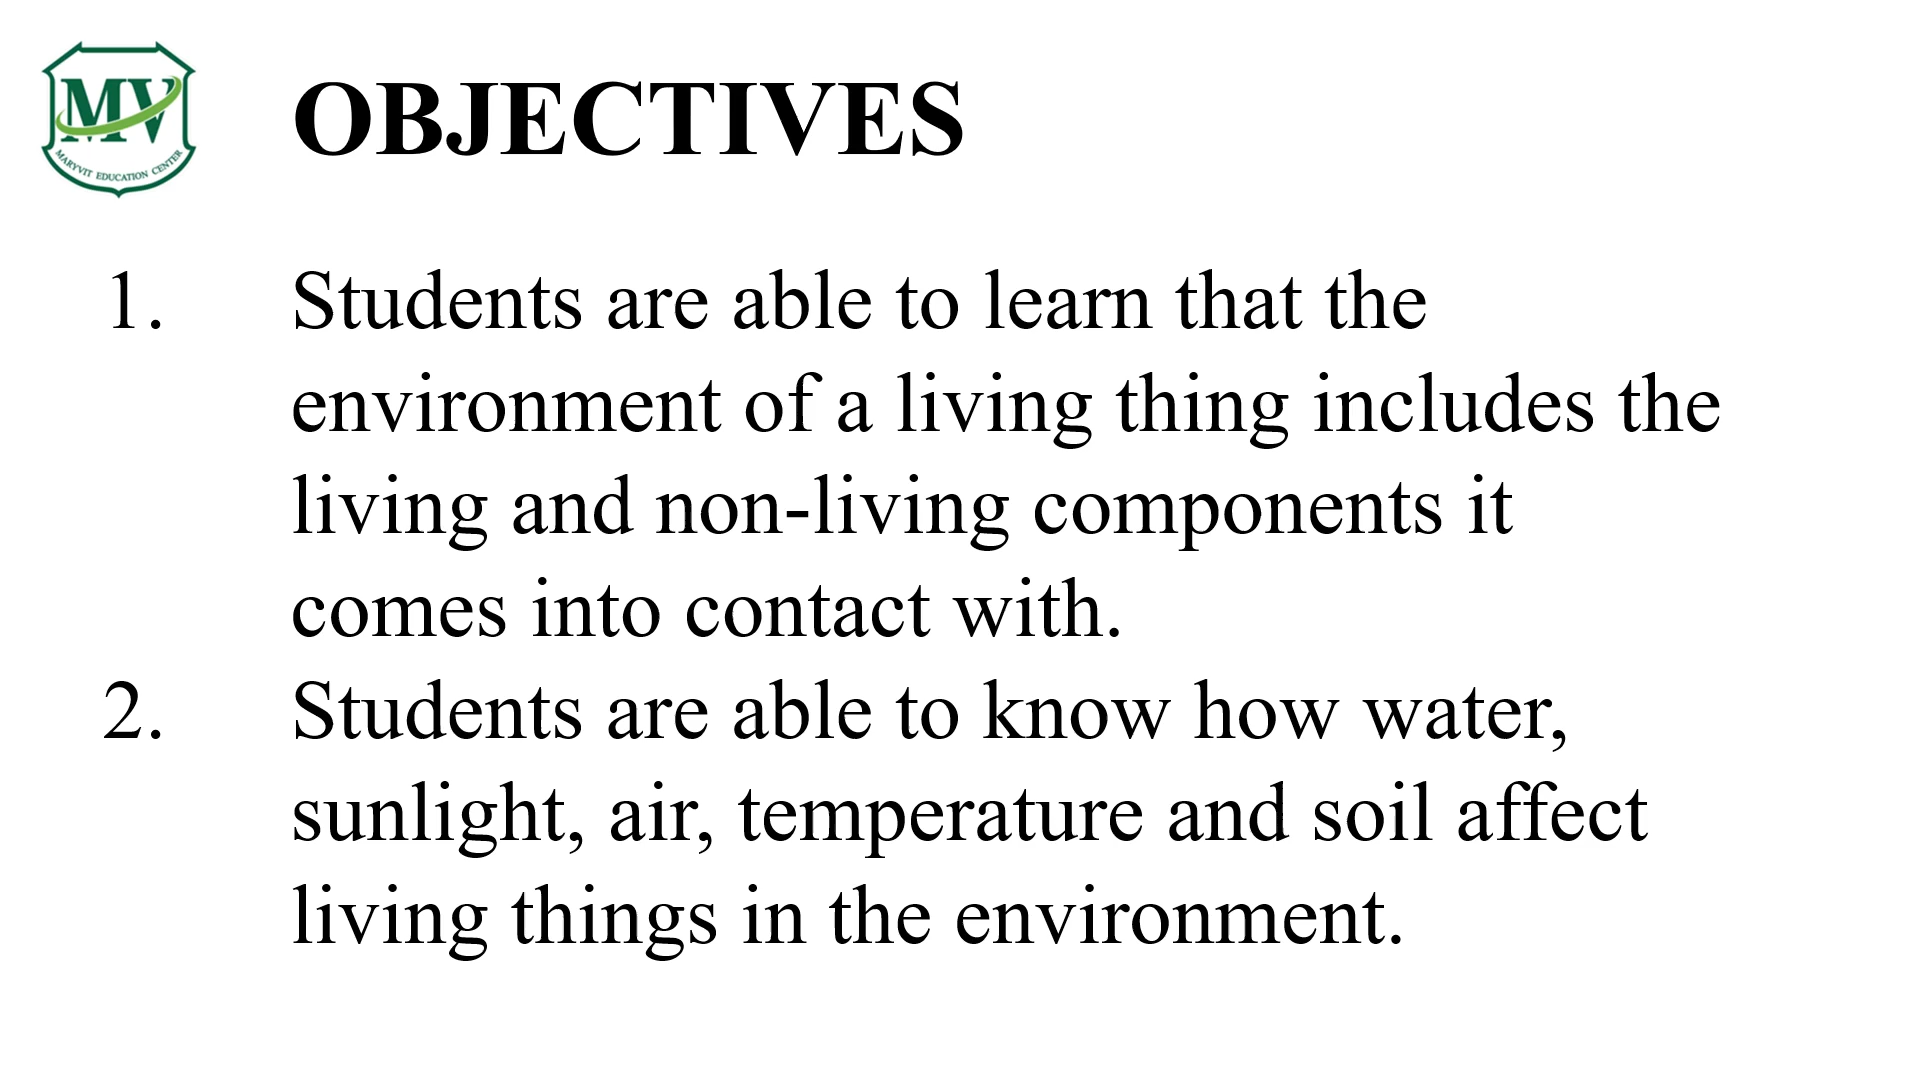 MV
MARYVIT EDUCATION CENTER
OBJECTIVES
1. Students are able to learn that the
environment of a living thing includes the
living and non-living components it
comes into contact with.
2. Students are able to know how water,
sunlight, air, temperature and soil affect
living things in the environment.